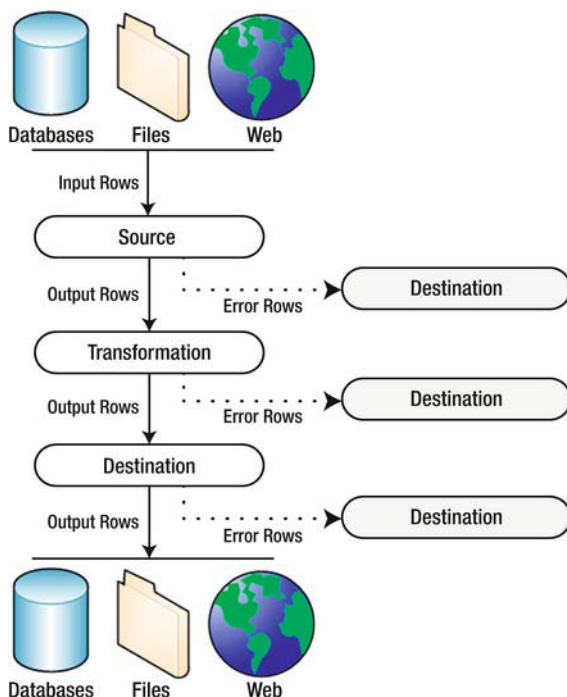 Databases Files Web
Input Rows
Source
Output Rows
Error Rows
Destination
Transformation
Output Rows
Error Rows
Destination
Destination
Output Rows
Error Rows
Destination
Databases Files Web